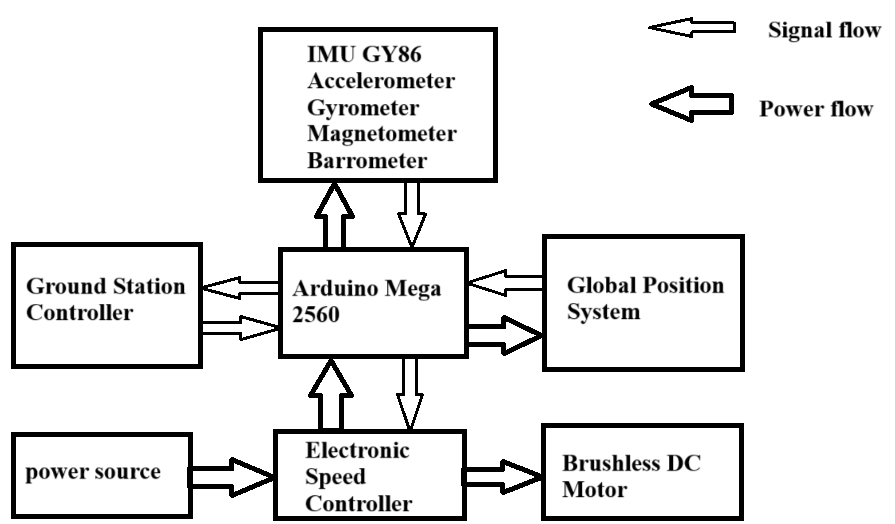 IMU GY86
Accelerometer
Gyrometer
Magnetometer
Barrometer
Signal flow
Power flow
Ground Station
Controller
Arduino Mega
2560
Global Position
System
power source
Electronic
Speed
Controller
Brushless DC
Motor